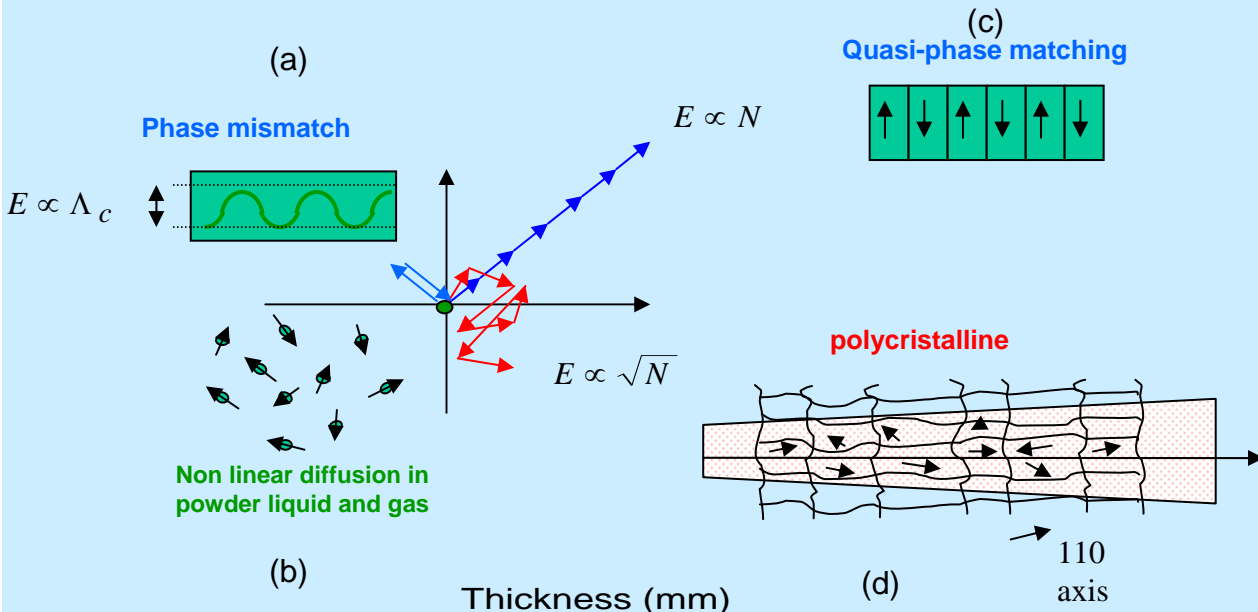 (a)
Phase mismatch
E ∝ Λ c
E ∝ N
(c)
Quasi-phase matching
E ∝ √N
Non linear diffusion in
powder liquid and gas
(b)
polycristalline
110
axis
(d)
Thickness (mm)